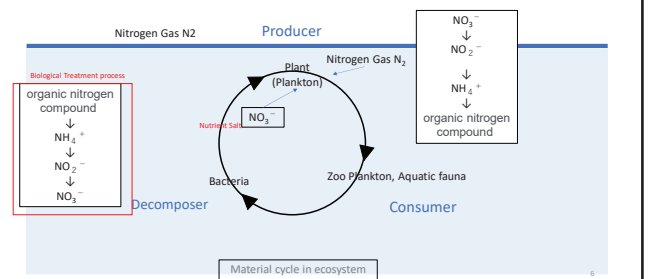 Nitrogen Gas N2
Producer
NO₃⁻
↓
NO₂⁻
↓
NH₄⁺
↓
organic nitrogen
compound
Nitrogen Gas N₂
Plant
(Plankton)
Biological Treatment process
organic nitrogen
compound
↓
NH₄⁺
↓
NO₂⁻
↓
NO₃⁻
Nutrient Salt
NO₃⁻
Bacteria
Zoo Plankton, Aquatic fauna
Decomposer
Consumer
Material cycle in ecosystem
6